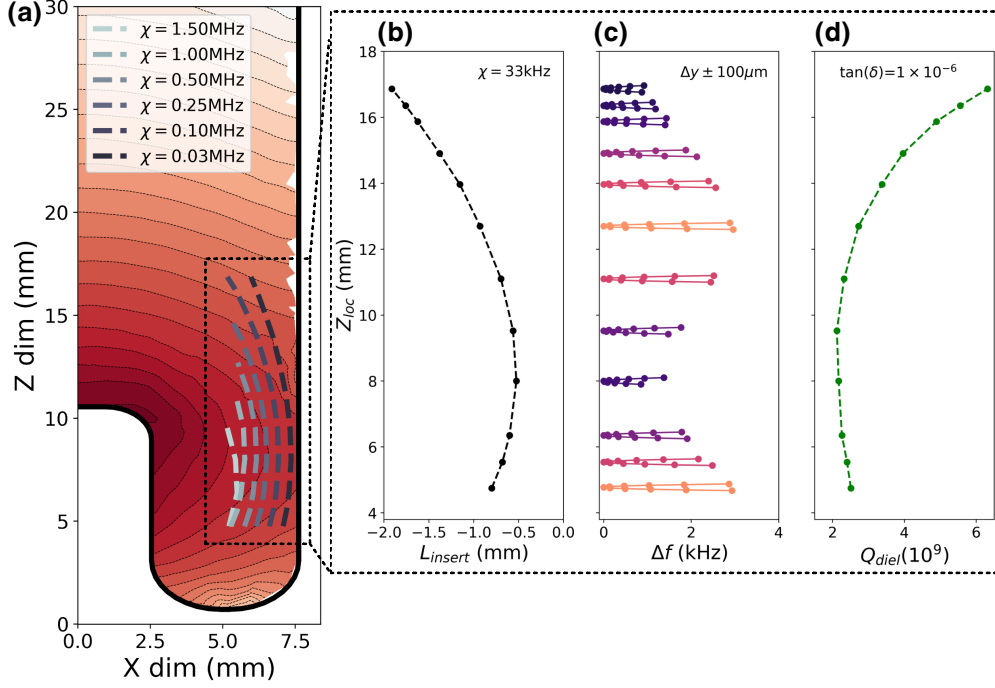 (a)
30
25
20
15
10
5
0
Z dim (mm)
0.0 2.5 5.0 7.5
X dim (mm)
χ = 1.50MHz
χ = 1.00MHz
χ = 0.50MHz
χ = 0.25MHz
χ = 0.10MHz
χ = 0.03MHz
(b)
χ = 33kHz
18
16
14
12
10
8
6
4
Z_loc (mm)
−2.0 −1.5 −1.0 −0.5 0.0
L_insert (mm)
(c)
Δy ± 100μm
0 2 4
Δf (kHz)
(d)
tan(δ)=1 × 10⁻⁶
2 4 6
Q_diel(10⁹)